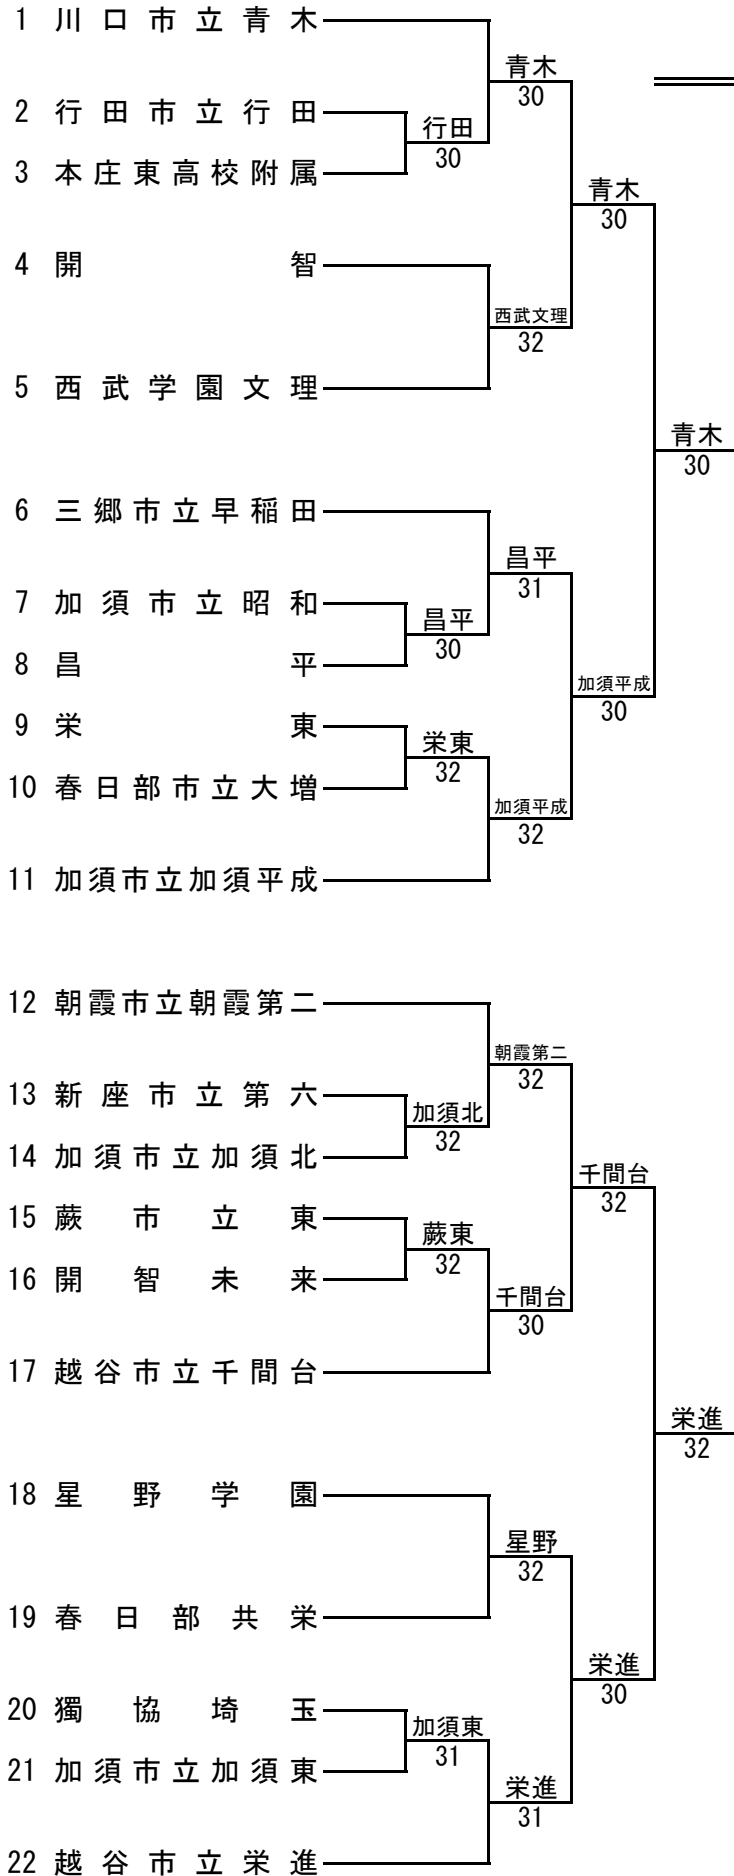 1 川口市立青木
青木
30
2 行田市立行田
行田
30
3 本庄東高校附属
青木
30
4 開智
西武文理
32
5 西武学園文理
青木
30
6 三郷市立早稲田
昌平
31
7 加須市立昭和
昌平
30
8 昌平
加須平成
30
9 栄東
栄東
32
10 春日部市立大増
加須平成
32
11 加須市立加須平成
12 朝霞市立朝霞第二
朝霞第二
32
13 新座市立第六
加須北
32
14 加須市立加須北
千間台
32
15 蕨市立東
蕨東
32
16 開智未来
千間台
30
17 越谷市立千間台
栄進
32
18 星野学園
星野
32
19 春日部共栄
栄進
30
20 獨協埼玉
加須東
31
21 加須市立加須東
栄進
31
22 越谷市立栄進